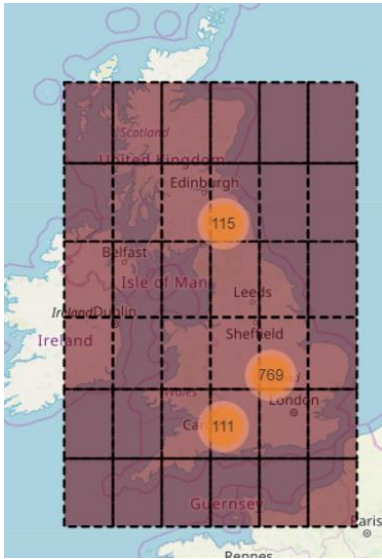 Scotland
United Kingdom
Edinburgh
115
Belfast
Isle of Man
Leeds
Ireland Dublin
Sheffield
Ireland
769
Wales
London
Car
111
Guernsey
Paris
Rennes